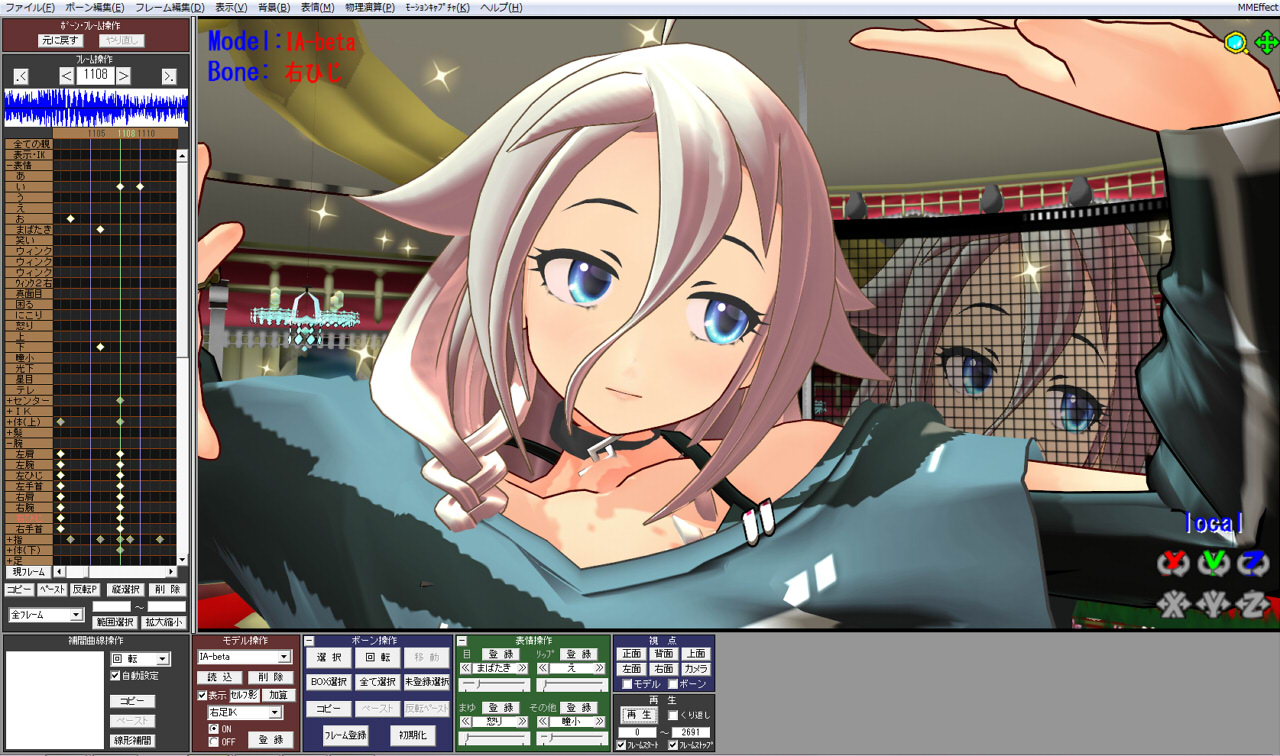 ファイル(F) ボーン編集(E) フレーム編集(D) 表示(V) 背景(B) 表情(M) 物理演算(P) モーションキャプチャ(K) ヘルプ(H) MMEffect
ボーン・フレーム操作
元に戻す やり直し
フレーム操作
.< < 1108 > >.
1105 1108 1110
全ての親
表示・IK
-表情
あ
い
う
え
お
まばたき
笑い
ウィンク
ウィンク
ウィンク
ウィンク2右
真面目
困る
にこり
怒り
上
下
瞳小
光下
星目
テレ
+センター
+IK
+体(上)
+髪
-腕
左肩
左腕
左ひじ
左手首
右肩
右腕
右手首
+指
+体(下)
+足
現フレーム
コピー ペースト 反転P 縦選択 削 除
全フレーム ～
範囲選択 拡大縮小
Model:IA-beta
Bone: 右ひじ
local
X Y Z
X Y Z
補間曲線操作
回 転
自動設定
コピー
ペースト
線形補間
モデル操作
IA-beta
読 込 削 除
表示 セルフ影 加算
右足IK
ON
OFF 登 録
ボーン操作
選 択 回 転 移 動
BOX選択 全て選択 未登録選択
コピー ペースト 反転ペースト
フレーム登録 初期化
表情操作
目 登 録 リップ 登 録
≪ まばたき ≫ ≪ え ≫
まゆ 登 録 その他 登 録
≪ 怒り ≫ ≪ 瞳小 ≫
視 点
正面 背面 上面
左面 右面 カメラ
モデル ボーン
再 生
再 生 くり返し
0 ～ 2691
フレームスタート フレームストップ